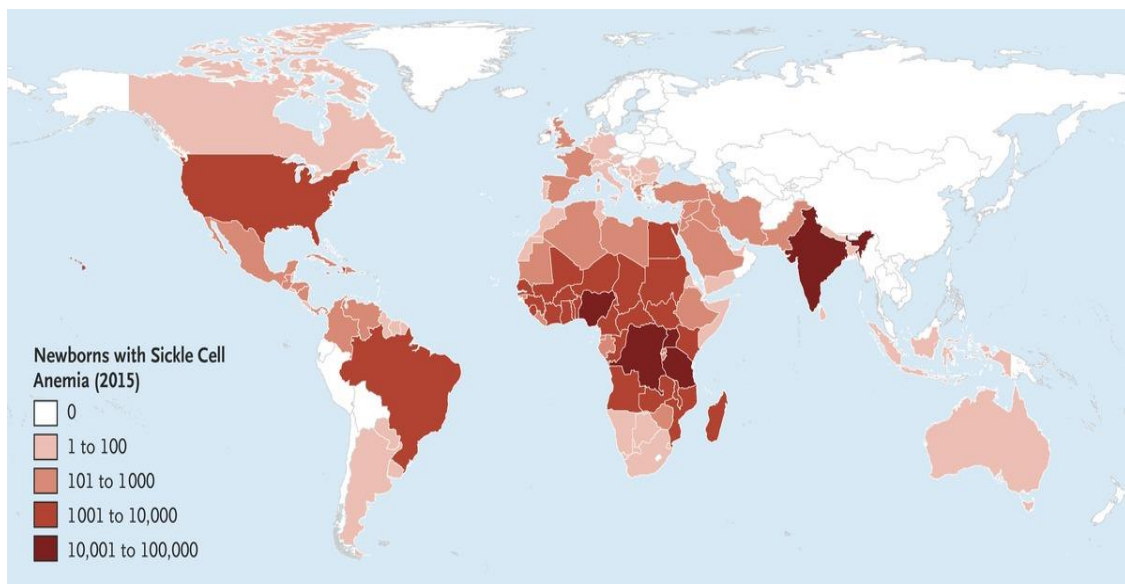 Newborns with Sickle Cell
Anemia (2015)
0
1 to 100
101 to 1000
1001 to 10,000
10,001 to 100,000